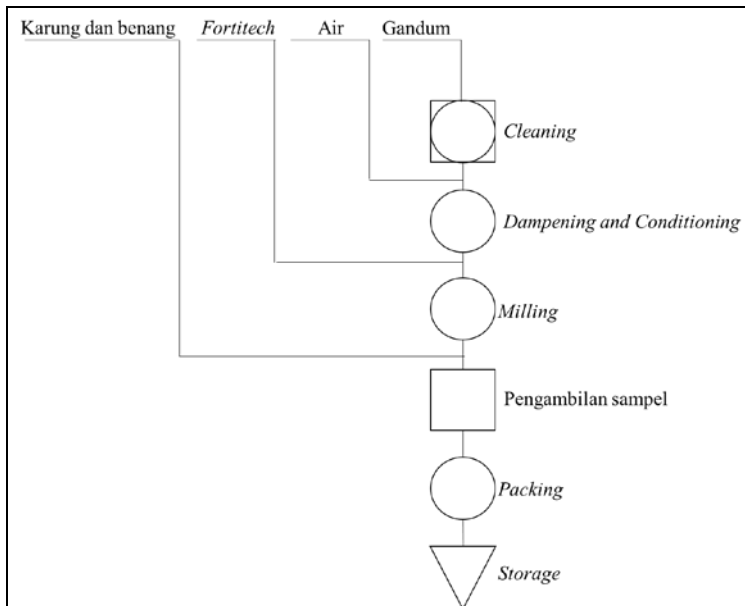 Karung dan benang Fortitech Air Gandum
Cleaning
Dampening and Conditioning
Milling
Pengambilan sampel
Packing
Storage